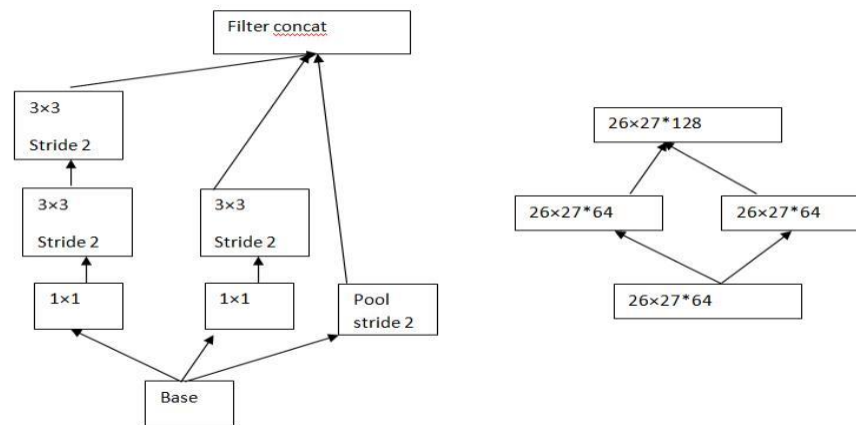 Filter concat
3×3
Stride 2
3×3
Stride 2
3×3
Stride 2
1×1
1×1
Pool
stride 2
Base
26×27*128
26×27*64
26×27*64
26×27*64